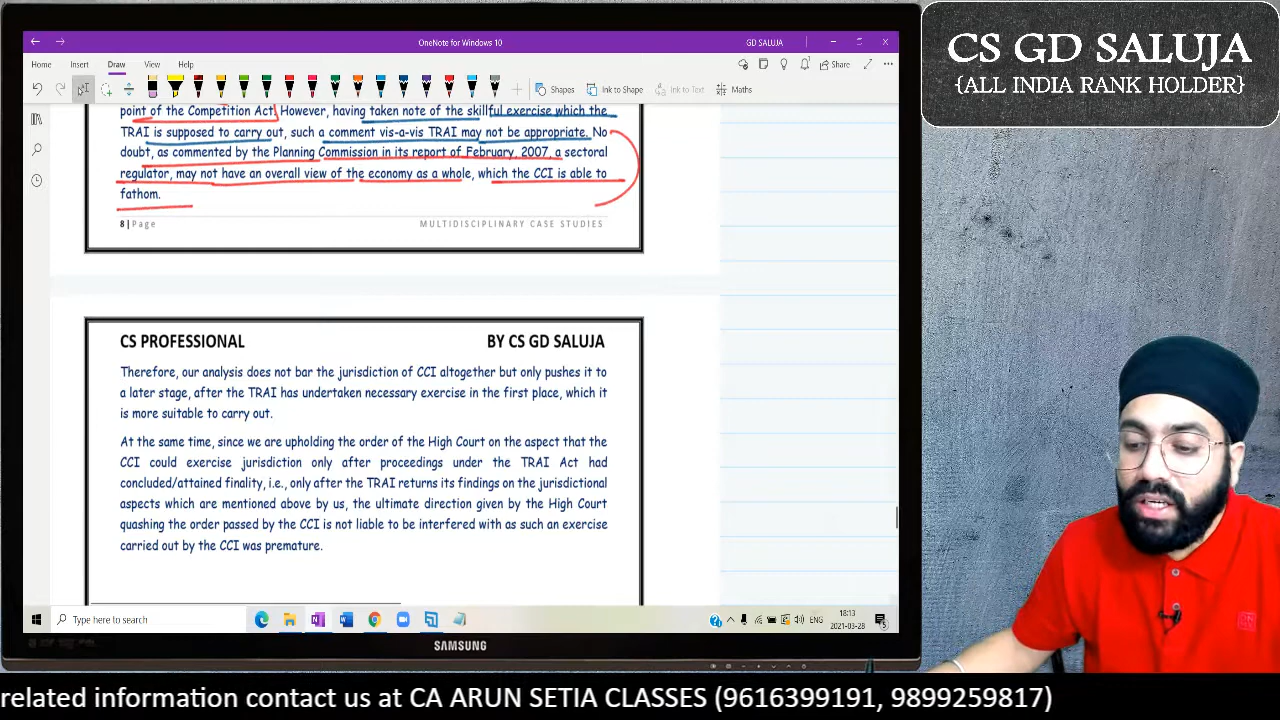 OneNote for Windows 10
GD SALUJA
Home Insert Draw View Help
Share
Shapes Ink to Shape Ink to Text Maths
point of the Competition Act. However, having taken note of the skillful exercise which the
TRAI is supposed to carry out, such a comment vis-a-vis TRAI may not be appropriate. No
doubt, as commented by the Planning Commission in its report of February, 2007, a sectoral
regulator, may not have an overall view of the economy as a whole, which the CCI is able to
fathom.
8|Page
MULTIDISCIPLINARY CASE STUDIES
CS PROFESSIONAL
BY CS GD SALUJA
Therefore, our analysis does not bar the jurisdiction of CCI altogether but only pushes it to
a later stage, after the TRAI has undertaken necessary exercise in the first place, which it
is more suitable to carry out.
At the same time, since we are upholding the order of the High Court on the aspect that the
CCI could exercise jurisdiction only after proceedings under the TRAI Act had
concluded/attained finality, i.e., only after the TRAI returns its findings on the jurisdictional
aspects which are mentioned above by us, the ultimate direction given by the High Court
quashing the order passed by the CCI is not liable to be interfered with as such an exercise
carried out by the CCI was premature.
Type here to search
ENG
18:13
2021-03-28
SAMSUNG
CS GD SALUJA
{ALL INDIA RANK HOLDER}
related information contact us at CA ARUN SETIA CLASSES (9616399191, 9899259817)